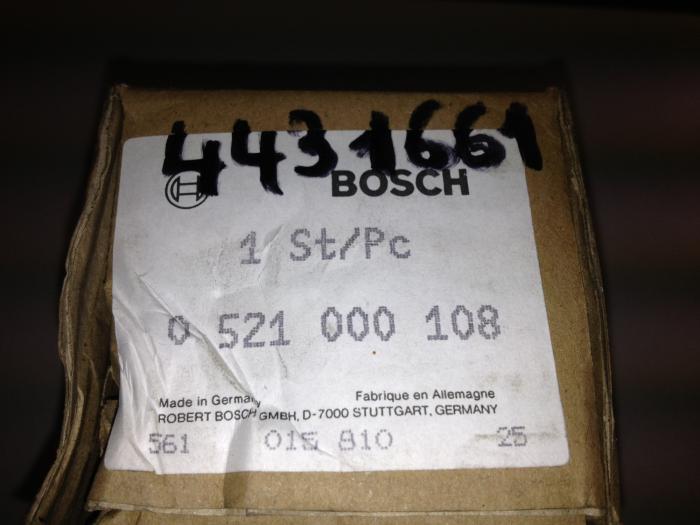 4431661
BOSCH
1 St/Pc
0 521 000 108
Made in Germany Fabrique en Allemagne
ROBERT BOSCH GMBH, D-7000 STUTTGART, GERMANY
561 015 810 25